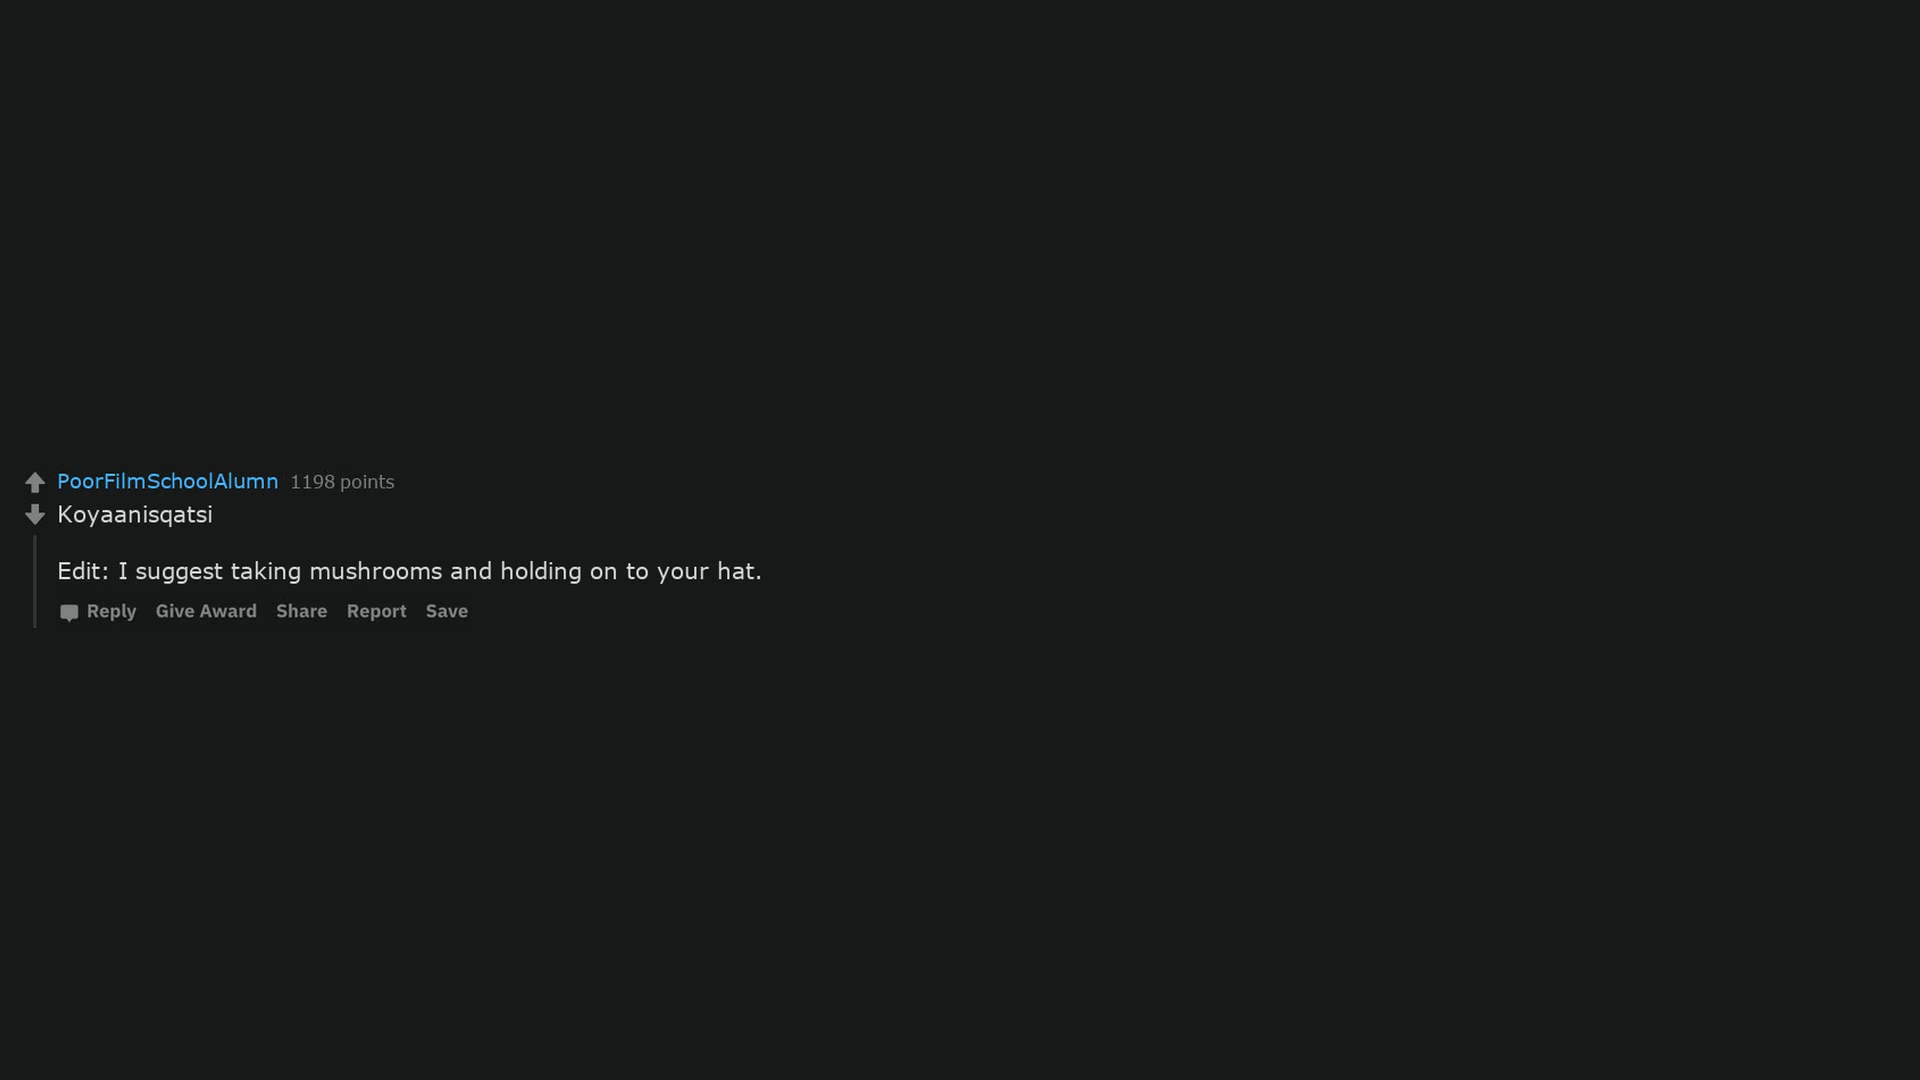 PoorFilmSchoolAlumn 1198 points
Koyaanisqatsi
Edit: I suggest taking mushrooms and holding on to your hat.
Reply Give Award Share Report Save